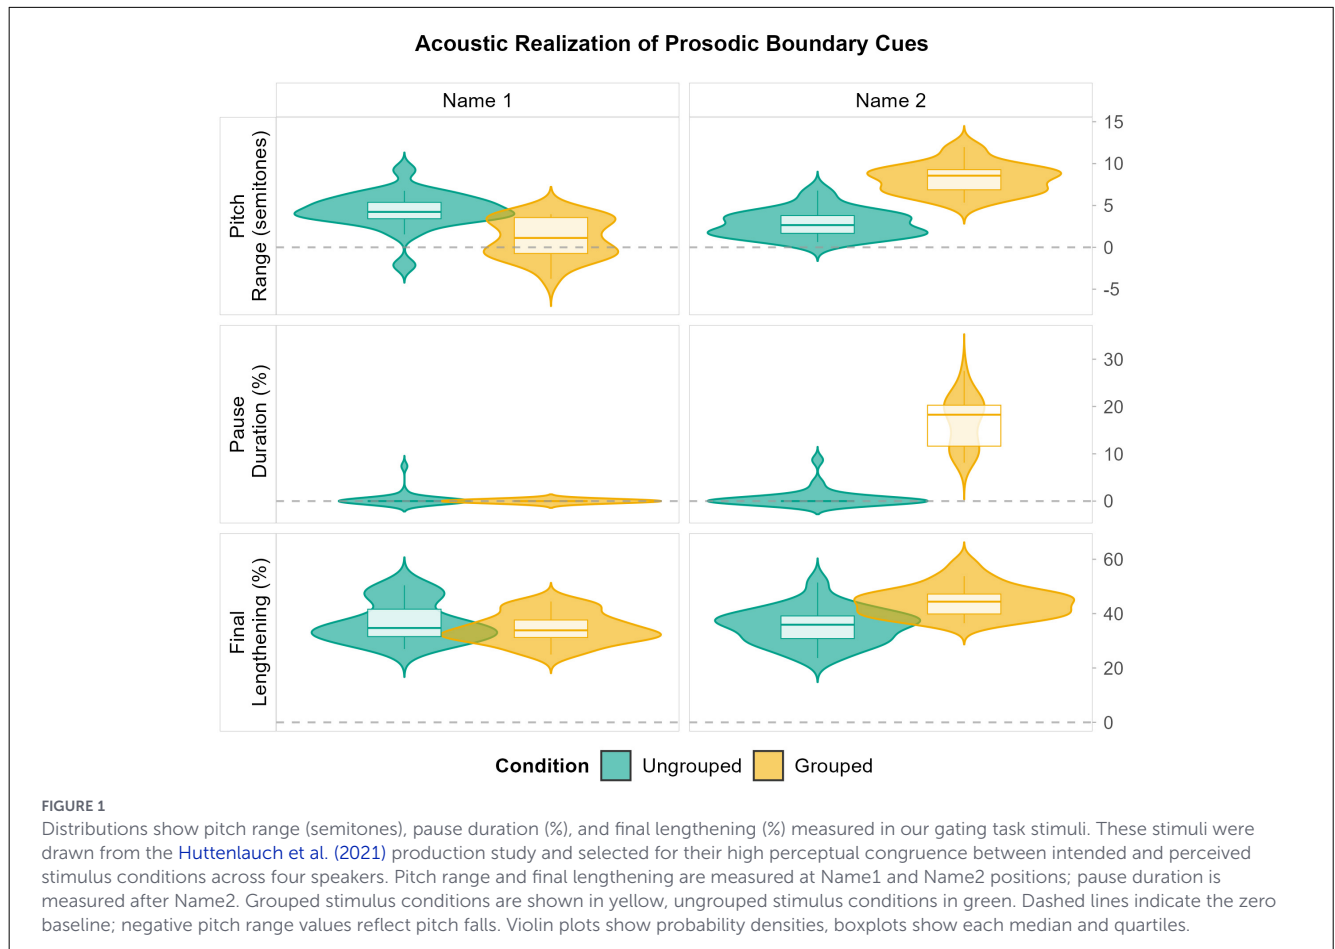 Acoustic Realization of Prosodic Boundary Cues
Name 1
Name 2
Pitch
Range (semitones)
15
10
5
0
-5
Pause
Duration (%)
30
20
10
0
Final
Lengthening (%)
60
40
20
0
Condition Ungrouped Grouped
FIGURE 1
Distributions show pitch range (semitones), pause duration (%), and final lengthening (%) measured in our gating task stimuli. These stimuli were
drawn from the Huttenlauch et al. (2021) production study and selected for their high perceptual congruence between intended and perceived
stimulus conditions across four speakers. Pitch range and final lengthening are measured at Name1 and Name2 positions; pause duration is
measured after Name2. Grouped stimulus conditions are shown in yellow, ungrouped stimulus conditions in green. Dashed lines indicate the zero
baseline; negative pitch range values reflect pitch falls. Violin plots show probability densities, boxplots show each median and quartiles.